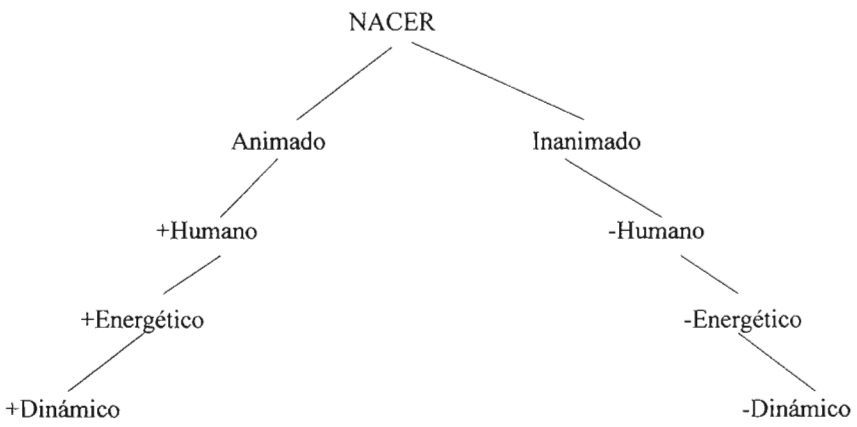 NACER
Animado Inanimado
+Humano -Humano
+Energético -Energético
+Dinámico -Dinámico